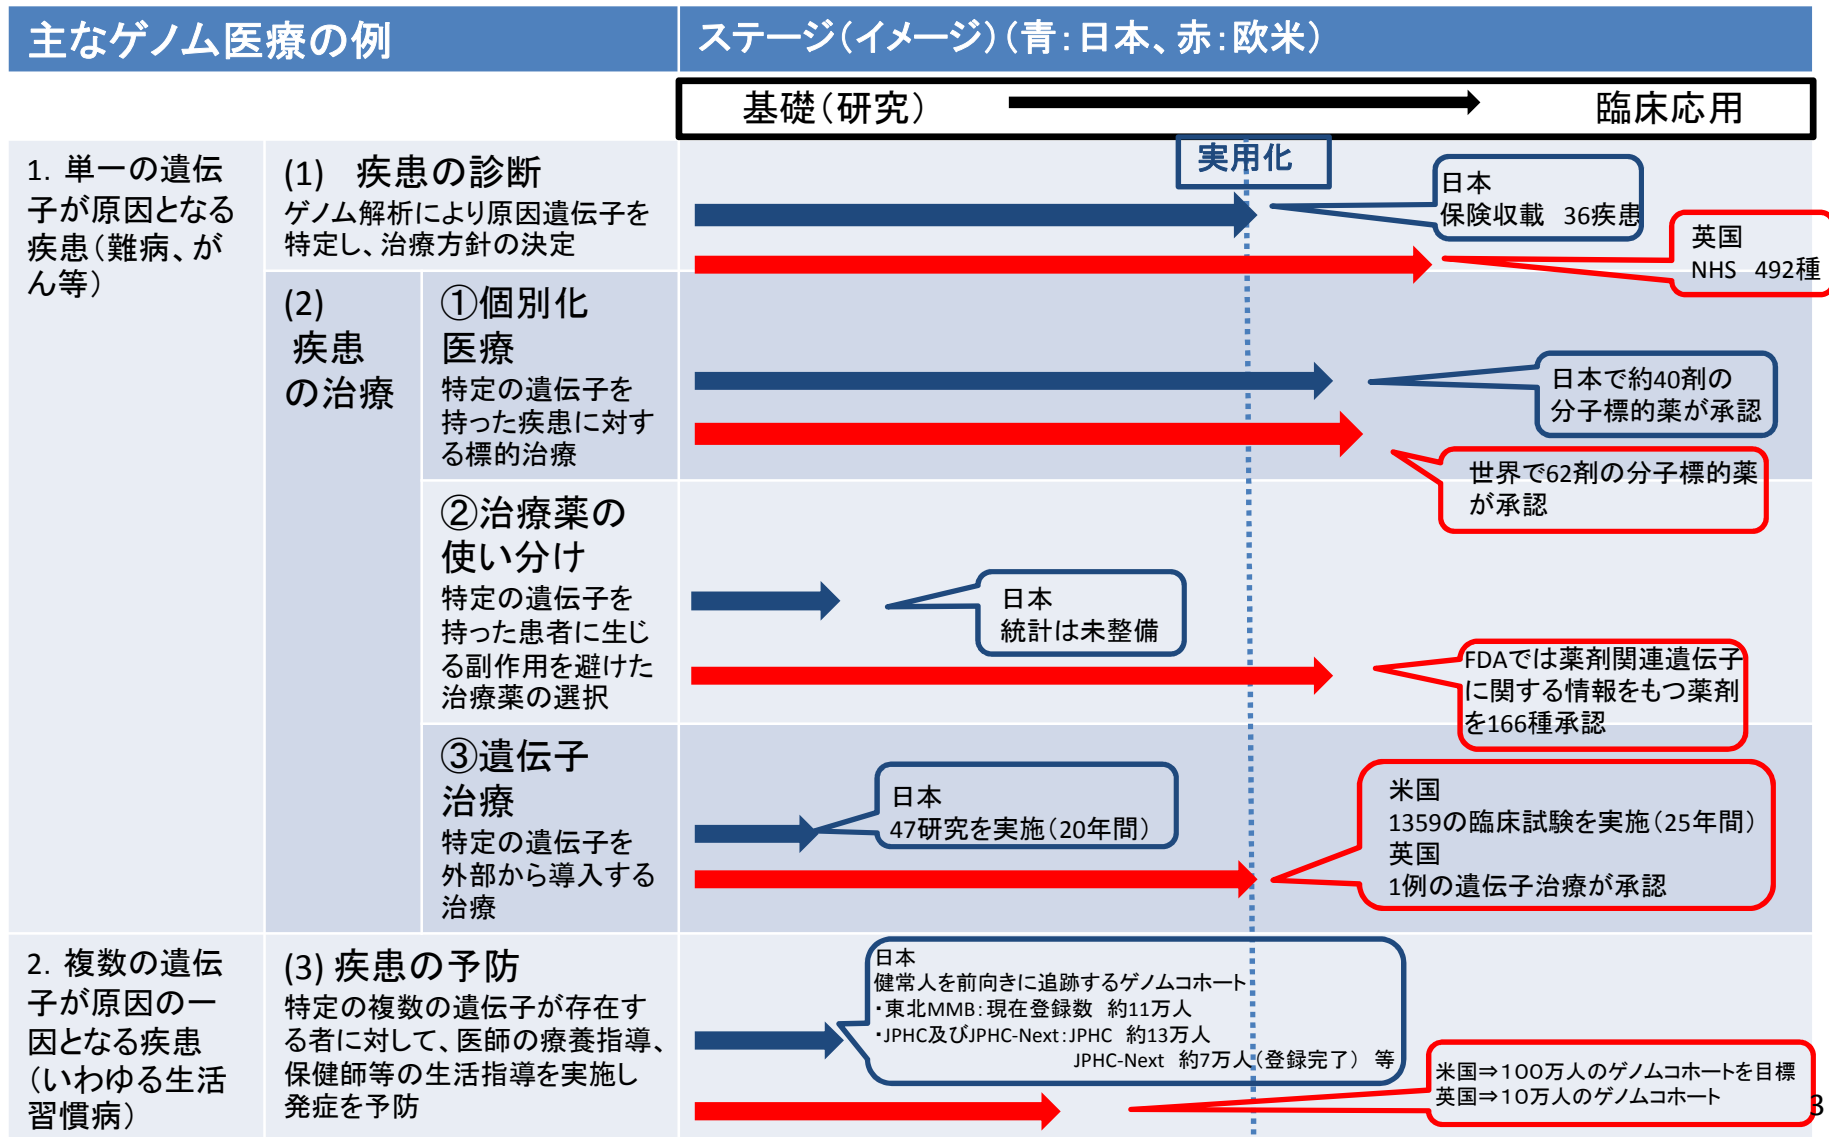 主なゲノム医療の例
ステージ（イメージ）（青：日本、赤：欧米）
基礎（研究）
臨床応用
実用化
1. 単一の遺伝
子が原因となる
疾患（難病、が
ん等）
(1) 疾患の診断
ゲノム解析により原因遺伝子を
特定し、治療方針の決定
日本
保険収載 36疾患
英国
NHS 492種
(2)
疾患
の治療
①個別化
医療
特定の遺伝子を
持った疾患に対す
る標的治療
日本で約40剤の
分子標的薬が承認
世界で62剤の分子標的薬
が承認
②治療薬の
使い分け
特定の遺伝子を
持った患者に生じ
る副作用を避けた
治療薬の選択
日本
統計は未整備
FDAでは薬剤関連遺伝子
に関する情報をもつ薬剤
を166種承認
③遺伝子
治療
特定の遺伝子を
外部から導入する
治療
日本
47研究を実施（20年間）
米国
1359の臨床試験を実施（25年間）
英国
1例の遺伝子治療が承認
2. 複数の遺伝
子が原因の一
因となる疾患
（いわゆる生活
習慣病）
(3) 疾患の予防
特定の複数の遺伝子が存在す
る者に対して、医師の療養指導、
保健師等の生活指導を実施し
発症を予防
日本
健常人を前向きに追跡するゲノムコホート
・東北MMB：現在登録数 約11万人
・JPHC及びJPHC-Next：JPHC 約13万人
JPHC-Next 約7万人（登録完了） 等
米国⇒100万人のゲノムコホートを目標
英国⇒10万人のゲノムコホート
3